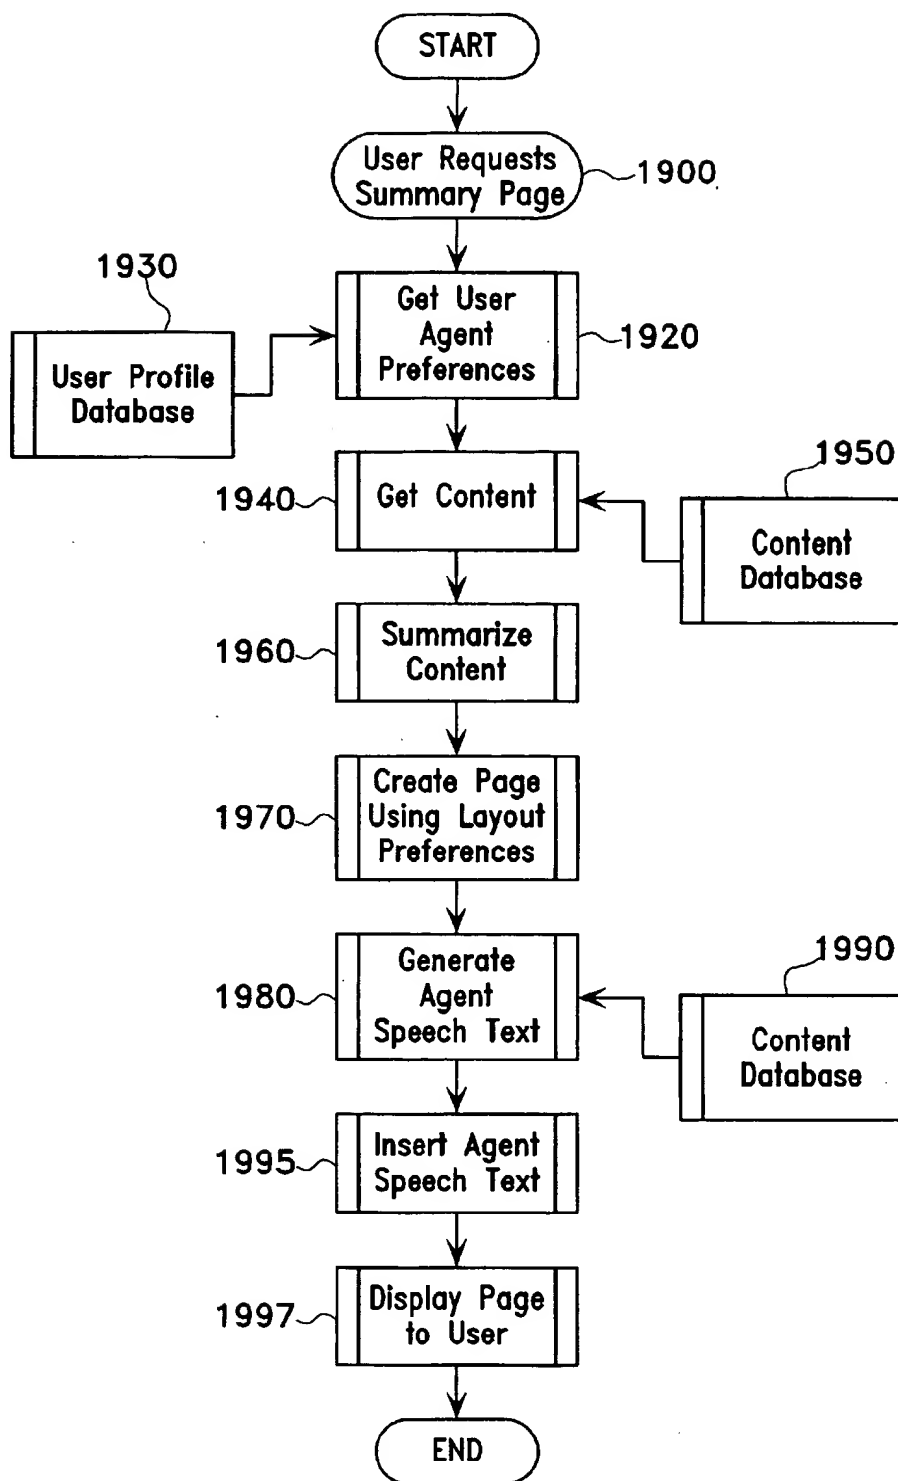 START
User Requests
Summary Page
1900
1930
Get User
Agent
Preferences
1920
User Profile
Database
1940
Get Content
1950
Content
Database
1960
Summarize
Content
1970
Create Page
Using Layout
Preferences
1980
Generate
Agent
Speech Text
1990
Content
Database
1995
Insert Agent
Speech Text
1997
Display Page
to User
END